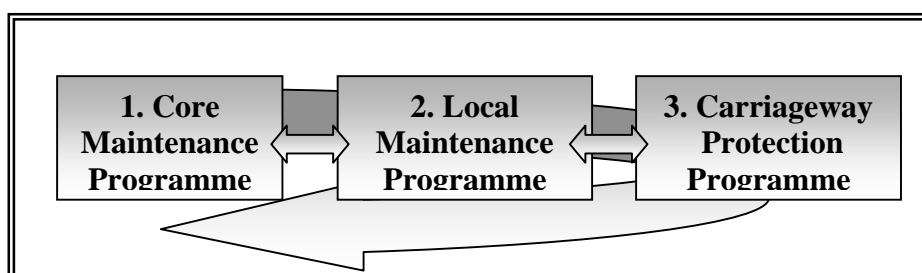 1. Core
Maintenance
Programme
2. Local
Maintenance
Programme
3. Carriageway
Protection
Programme